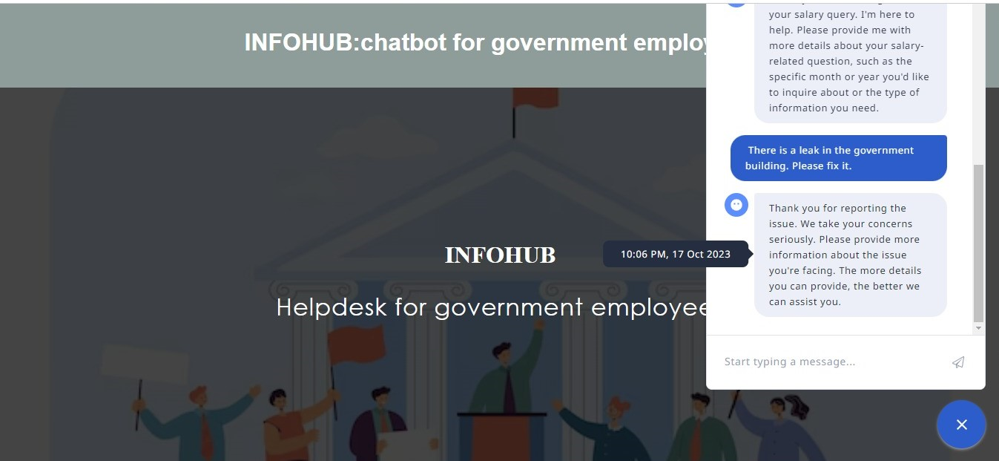 INFOHUB:chatbot for government
your salary query. I'm here to
help. Please provide me with
more details about your salary-
related question, such as the
specific month or year you'd like
to inquire about or the type of
information you need.
There is a leak in the government
building. Please fix it.
Thank you for reporting the
issue. We take your concerns
seriously. Please provide more
information about the issue
you're facing. The more details
you can provide, the better we
can assist you.
10:06 PM, 17 Oct 2023
INFOHUB
Helpdesk for government employee
Start typing a message...